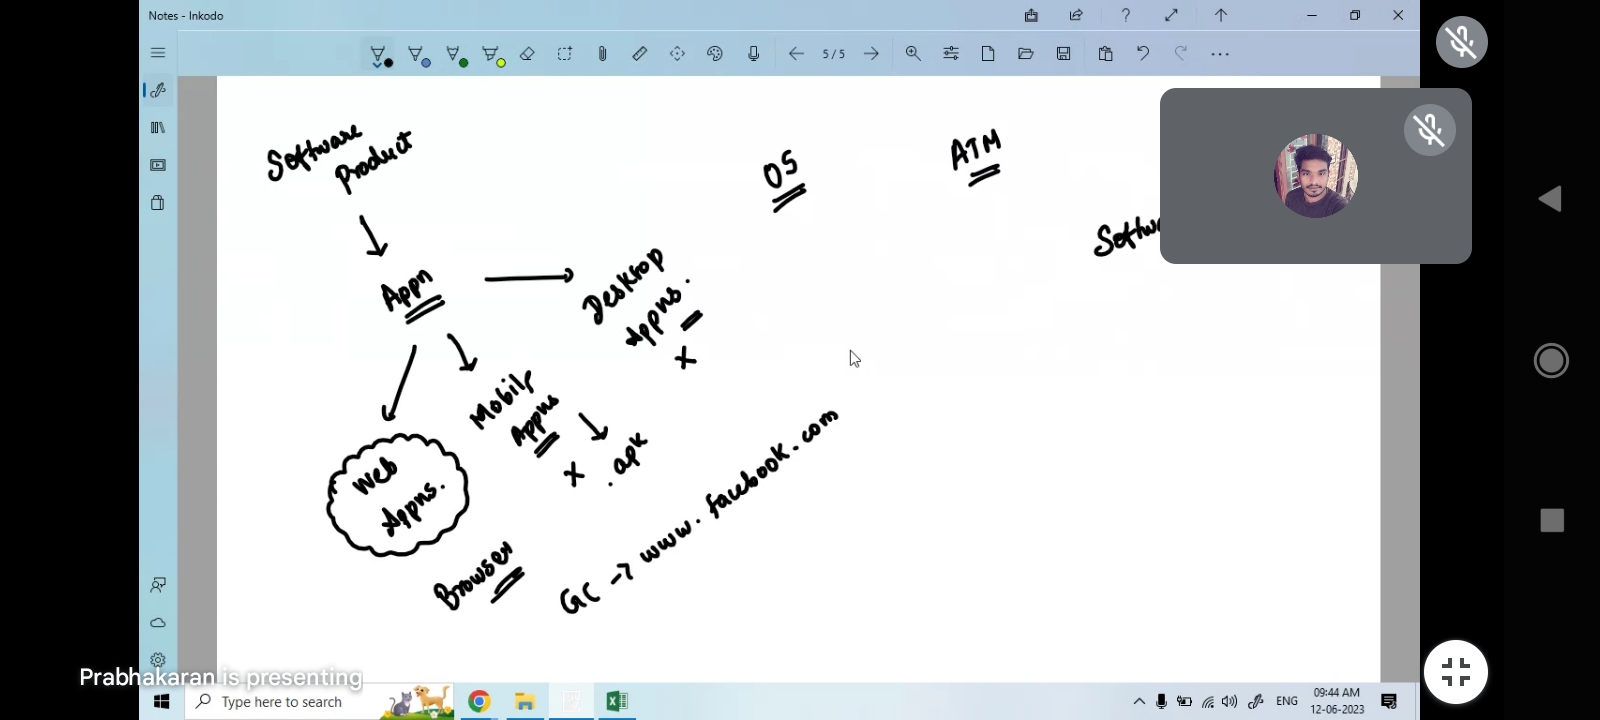 Notes - Inkodo
5/5
Software
Product
OS
ATM
Softw
Appn
Desktop
Appns.
x
Mobile
Appns
x
.apk
Web
Appns.
Browser
GC → www.facebook.com
Prabhakaran is presenting
Type here to search
ENG
09:44 AM
12-06-2023